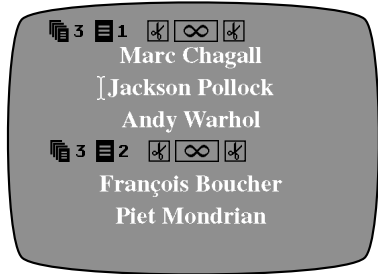 3 1 ∞
Marc Chagall
Jackson Pollock
Andy Warhol
3 2 ∞
François Boucher
Piet Mondrian